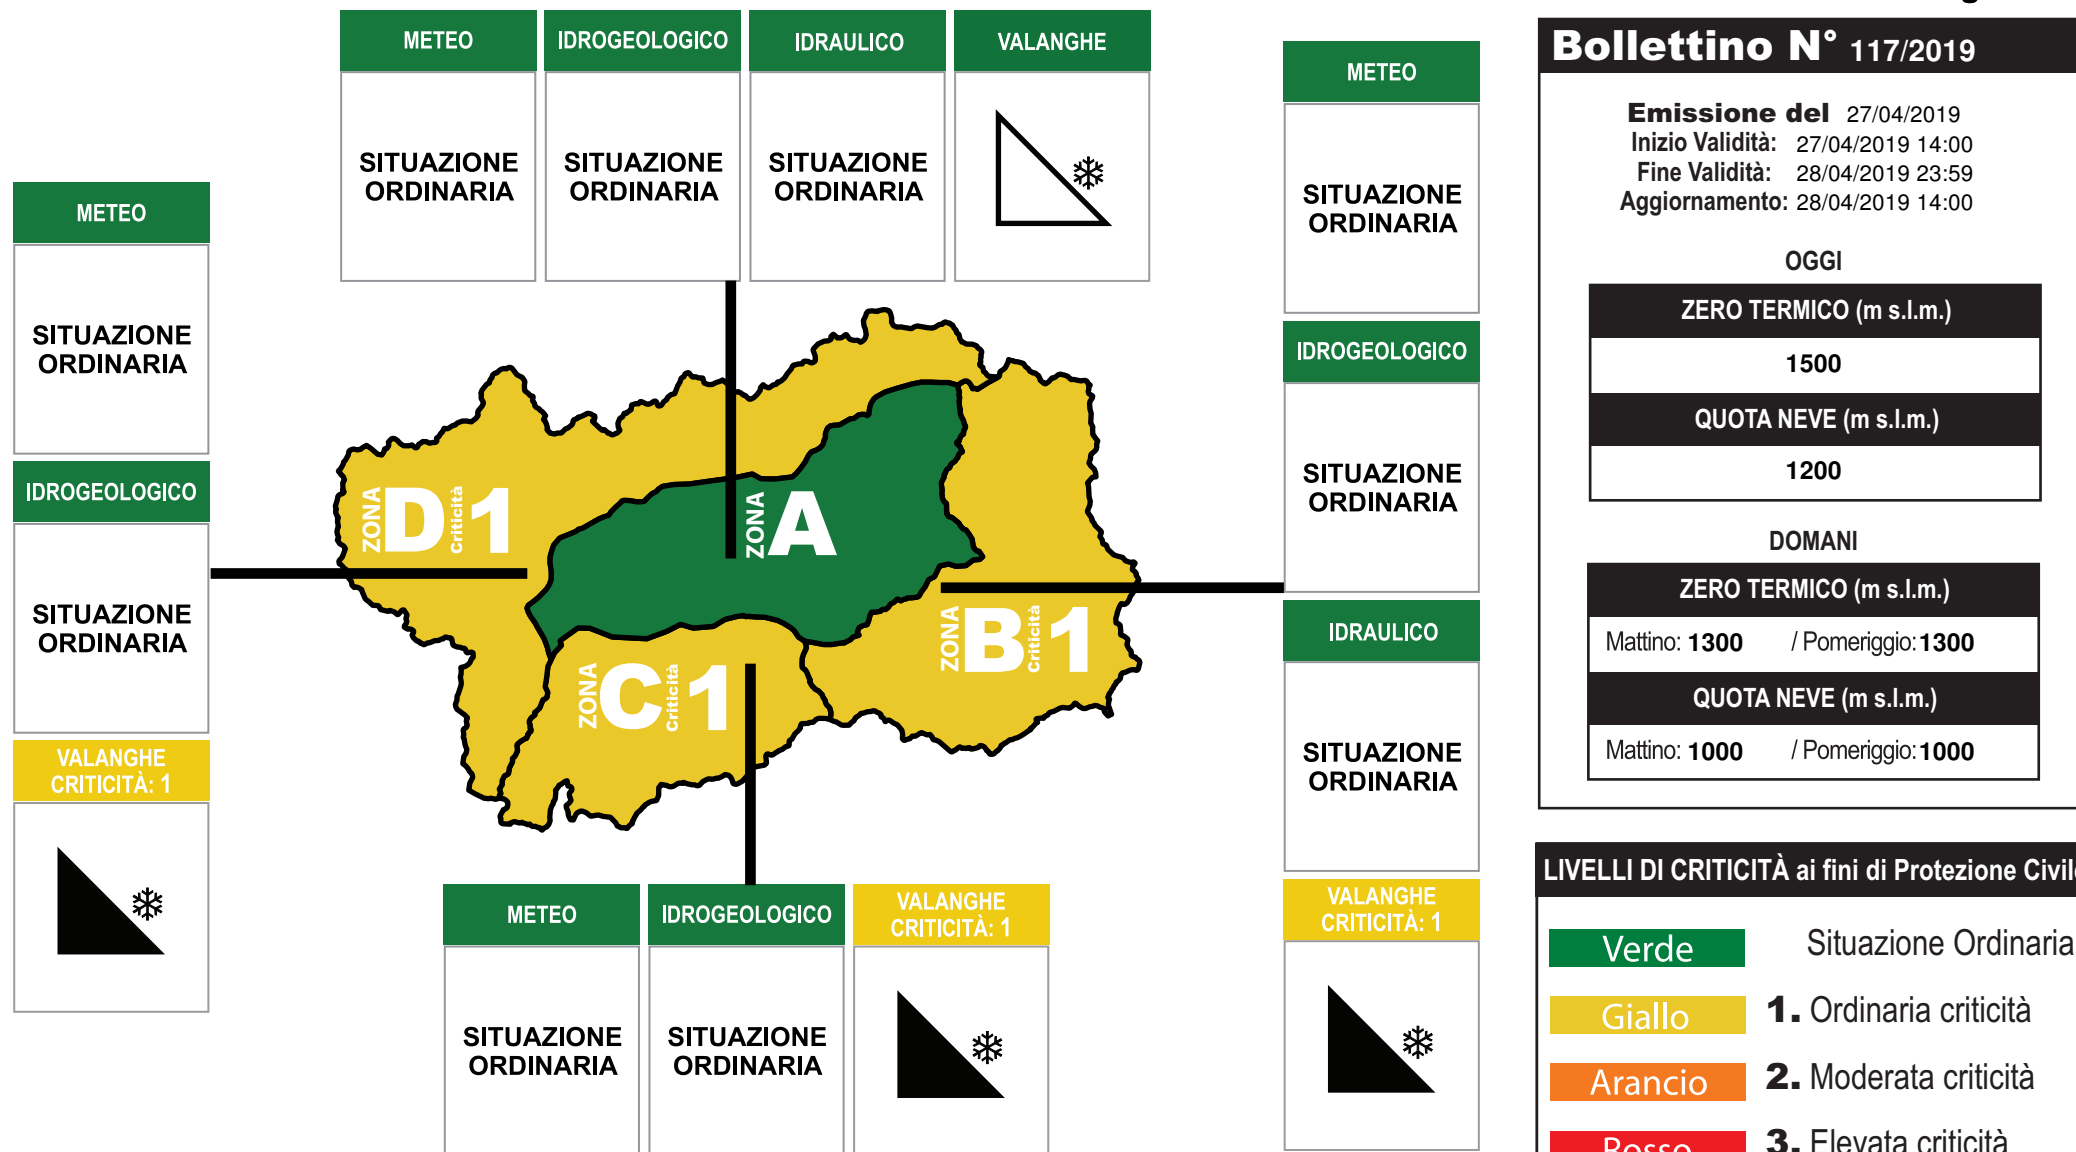 METEO
IDROGEOLOGICO
IDRAULICO
VALANGHE
SITUAZIONE
ORDINARIA
SITUAZIONE
ORDINARIA
SITUAZIONE
ORDINARIA
METEO
SITUAZIONE
ORDINARIA
IDROGEOLOGICO
SITUAZIONE
ORDINARIA
VALANGHE
CRITICITÀ: 1
ZONA D Criticità 1
ZONA A
ZONA C Criticità 1
ZONA B Criticità 1
METEO
IDROGEOLOGICO
VALANGHE
CRITICITÀ: 1
SITUAZIONE
ORDINARIA
SITUAZIONE
ORDINARIA
METEO
SITUAZIONE
ORDINARIA
IDROGEOLOGICO
SITUAZIONE
ORDINARIA
IDRAULICO
SITUAZIONE
ORDINARIA
VALANGHE
CRITICITÀ: 1
Bollettino N° 117/2019
Emissione del 27/04/2019
Inizio Validità: 27/04/2019 14:00
Fine Validità: 28/04/2019 23:59
Aggiornamento: 28/04/2019 14:00
OGGI
ZERO TERMICO (m s.l.m.)
1500
QUOTA NEVE (m s.l.m.)
1200
DOMANI
ZERO TERMICO (m s.l.m.)
Mattino: 1300 / Pomeriggio: 1300
QUOTA NEVE (m s.l.m.)
Mattino: 1000 / Pomeriggio: 1000
LIVELLI DI CRITICITÀ ai fini di Protezione Civile
Verde Situazione Ordinaria
Giallo 1. Ordinaria criticità
Arancio 2. Moderata criticità
Rosso 3. Elevata criticità